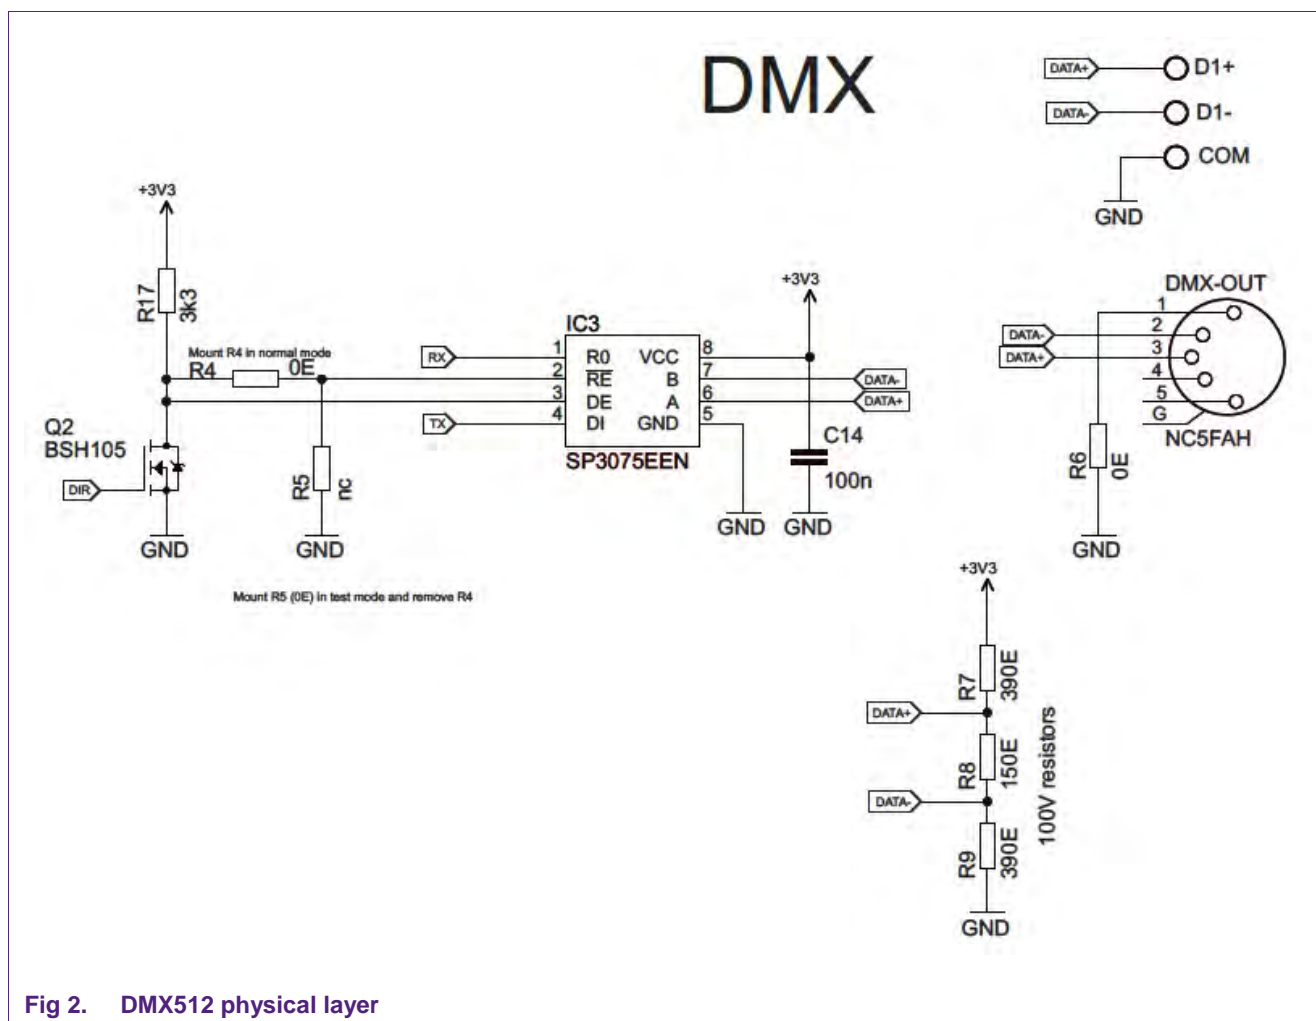 DMX
DATA+
D1+
DATA-
D1-
COM
GND
+3V3
R17
3k3
Mount R4 in normal mode
R4
0E
Q2
BSH105
DIR
GND
R5
nc
GND
Mount R5 (0E) in test mode and remove R4
RX
TX
IC3
1
R0
VCC
8
2
RE
B
7
3
DE
A
6
4
DI
GND
5
SP3075EEN
DATA-
DATA+
+3V3
C14
100n
GND
GND
DMX-OUT
1
2
3
4
5
G
DATA-
DATA+
NC5FAH
R6
0E
GND
+3V3
R7
390E
DATA+
R8
150E
DATA-
R9
390E
100V resistors
GND
Fig 2. DMX512 physical layer